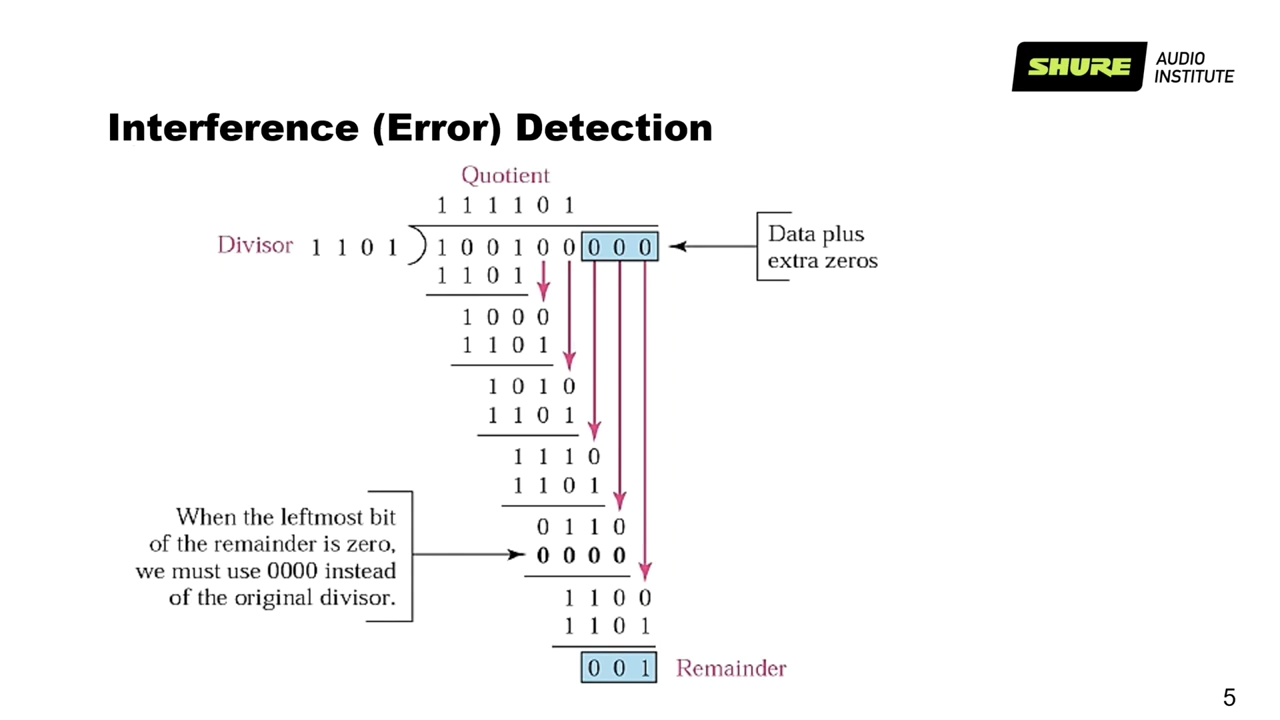 SHURE AUDIO
INSTITUTE
Interference (Error) Detection
Quotient
1 1 1 1 0 1
Divisor 1 1 0 1 1 0 0 1 0 0 0 0 0
Data plus
extra zeros
1 1 0 1
1 0 0 0
1 1 0 1
1 0 1 0
1 1 0 1
1 1 1 0
1 1 0 1
0 1 1 0
When the leftmost bit
of the remainder is zero,
we must use 0000 instead
of the original divisor.
0 0 0 0
1 1 0 0
1 1 0 1
0 0 1 Remainder
5